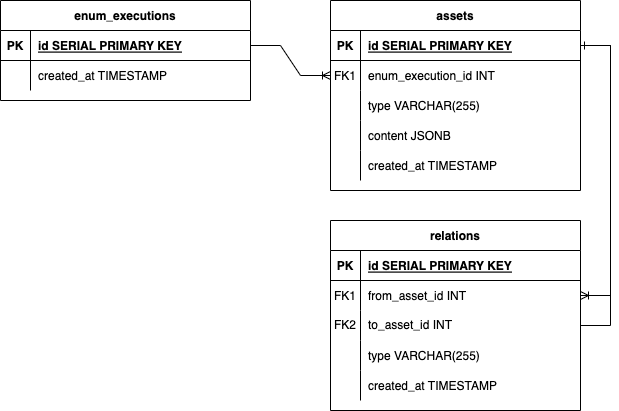 enum_executions
PK id SERIAL PRIMARY KEY
created_at TIMESTAMP
assets
PK id SERIAL PRIMARY KEY
FK1 enum_execution_id INT
type VARCHAR(255)
content JSONB
created_at TIMESTAMP
relations
PK id SERIAL PRIMARY KEY
FK1 from_asset_id INT
FK2 to_asset_id INT
type VARCHAR(255)
created_at TIMESTAMP